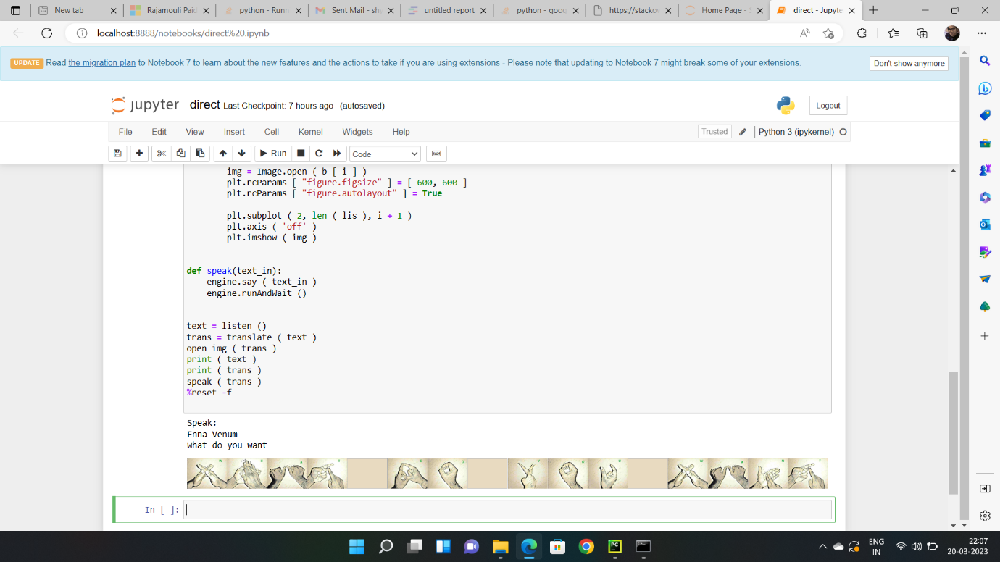 New tab
Rajamouli Paid
python - Runn
Sent Mail - sh
untitled report
python - goog
https://stackov
Home Page -
direct - Jupyte
localhost:8888/notebooks/direct%20.ipynb
UPDATE Read the migration plan to Notebook 7 to learn about the new features and the actions to take if you are using extensions - Please note that updating to Notebook 7 might break some of your extensions.
Don't show anymore
jupyter direct Last Checkpoint: 7 hours ago (autosaved)
Logout
File Edit View Insert Cell Kernel Widgets Help
Trusted Python 3 (ipykernel)
Run Code
img = Image.open ( b [ i ] )
plt.rcParams [ "figure.figsize" ] = [ 600, 600 ]
plt.rcParams [ "figure.autolayout" ] = True
plt.subplot ( 2, len ( lis ), i + 1 )
plt.axis ( 'off' )
plt.imshow ( img )
def speak(text_in):
engine.say ( text_in )
engine.runAndWait ()
text = listen ()
trans = translate ( text )
open_img ( trans )
print ( text )
print ( trans )
speak ( trans )
%reset -f
Speak:
Enna Venum
What do you want
In [ ]:
ENG
IN
22:07
20-03-2023